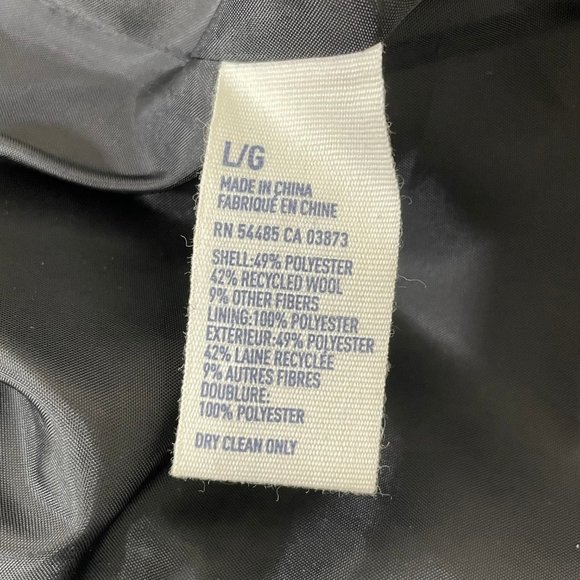 L/G
MADE IN CHINA
FABRIQUÉ EN CHINE
RN 54485 CA 03873
SHELL:49% POLYESTER
42% RECYCLED WOOL
9% OTHER FIBERS
LINING:100% POLYESTER
EXTÉRIEUR:49% POLYESTER
42% LAINE RECYCLÉE
9% AUTRES FIBRES
DOUBLURE:
100% POLYESTER
DRY CLEAN ONLY